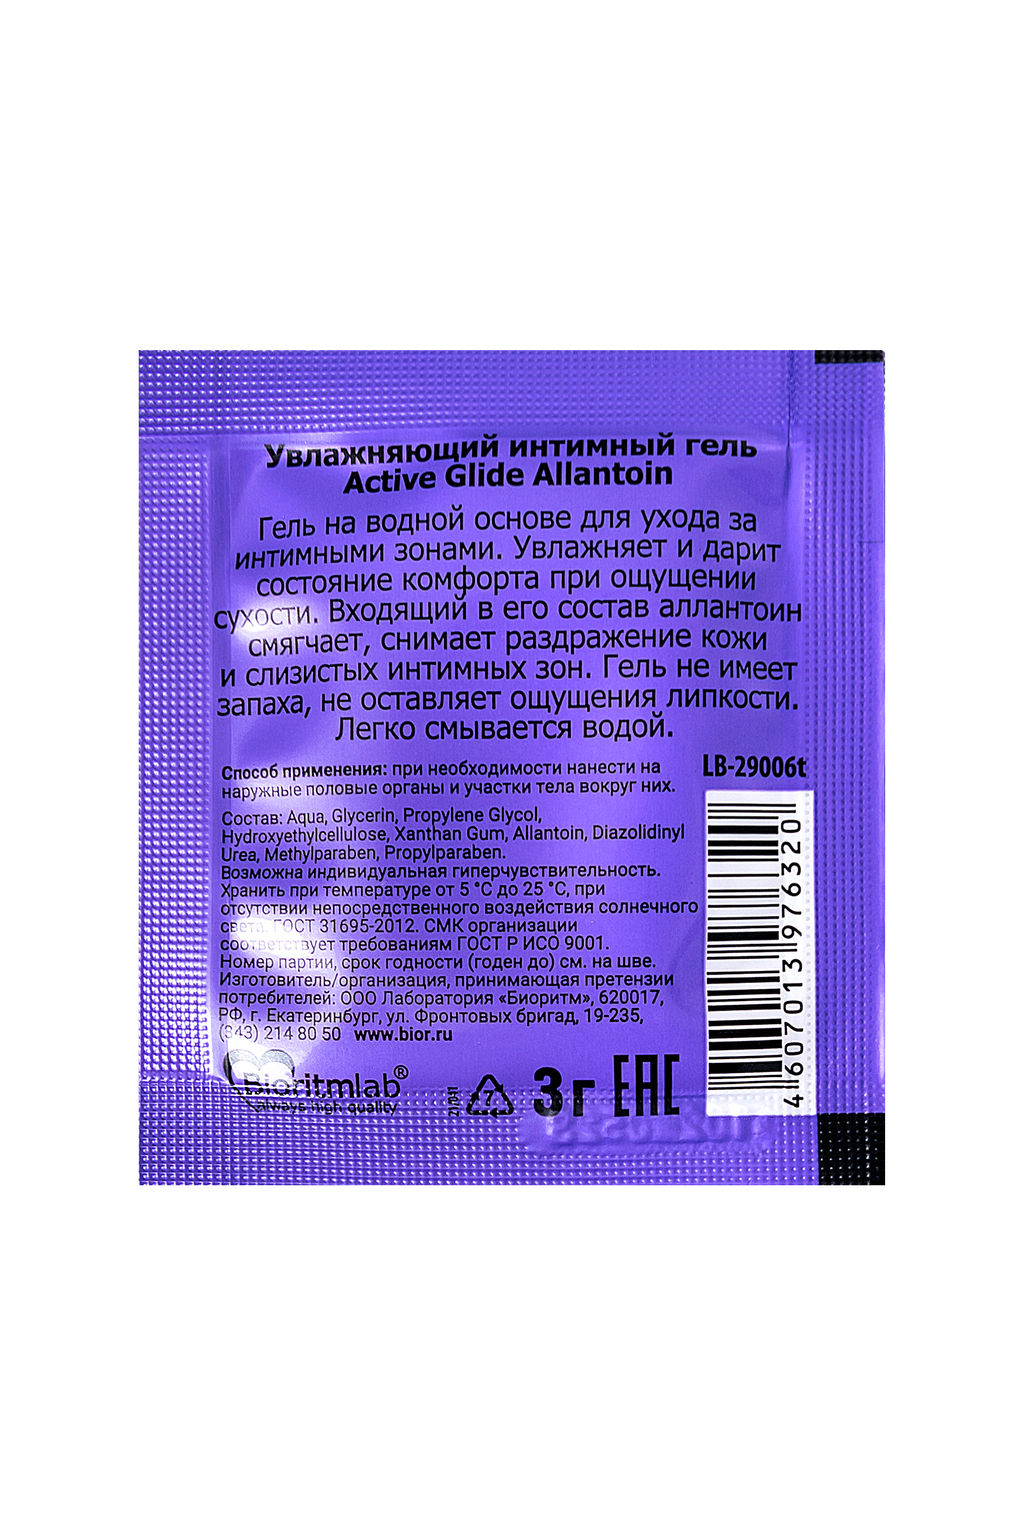 Увлажняющий интимный гель
Active Glide Allantoin
Гель на водной основе для ухода за
интимными зонами. Увлажняет и дарит
состояние комфорта при ощущении
сухости. Входящий в его состав аллантоин
смягчает, снимает раздражение кожи
и слизистых интимных зон. Гель не имеет
запаха, не оставляет ощущения липкости.
Легко смывается водой.
LB-29006t
Способ применения: при необходимости нанести на
наружные половые органы и участки тела вокруг них.
Состав: Aqua, Glycerin, Propylene Glycol,
Hydroxyethylcellulose, Xanthan Gum, Allantoin, Diazolidinyl
Urea, Methylparaben, Propylparaben.
Возможна индивидуальная гиперчувствительность.
Хранить при температуре от 5 °С до 25 °С, при
отсутствии непосредственного воздействия солнечного
света. ГОСТ 31695-2012. СМК организации
соответствует требованиям ГОСТ Р ИСО 9001.
Номер партии, срок годности (годен до) см. на шве.
Изготовитель/организация, принимающая претензии
потребителей: ООО Лаборатория «Биоритм», 620017,
РФ, г. Екатеринбург, ул. Фронтовых бригад, 19-235,
(343) 214 80 50 www.bior.ru
4 607013 976320
Bioritmlab®
always high quality
7
3 г EAC